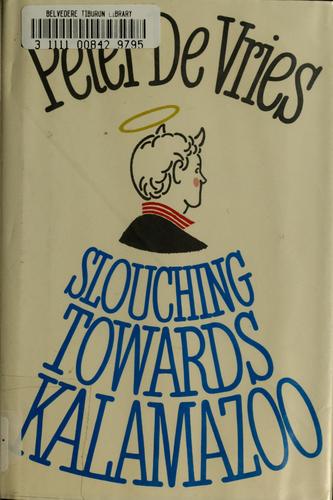 BELVEDERE TIBURON LIBRARY
3 1111 00842 9795
Peter De Vries
SLOUCHING
TOWARDS
KALAMAZOO